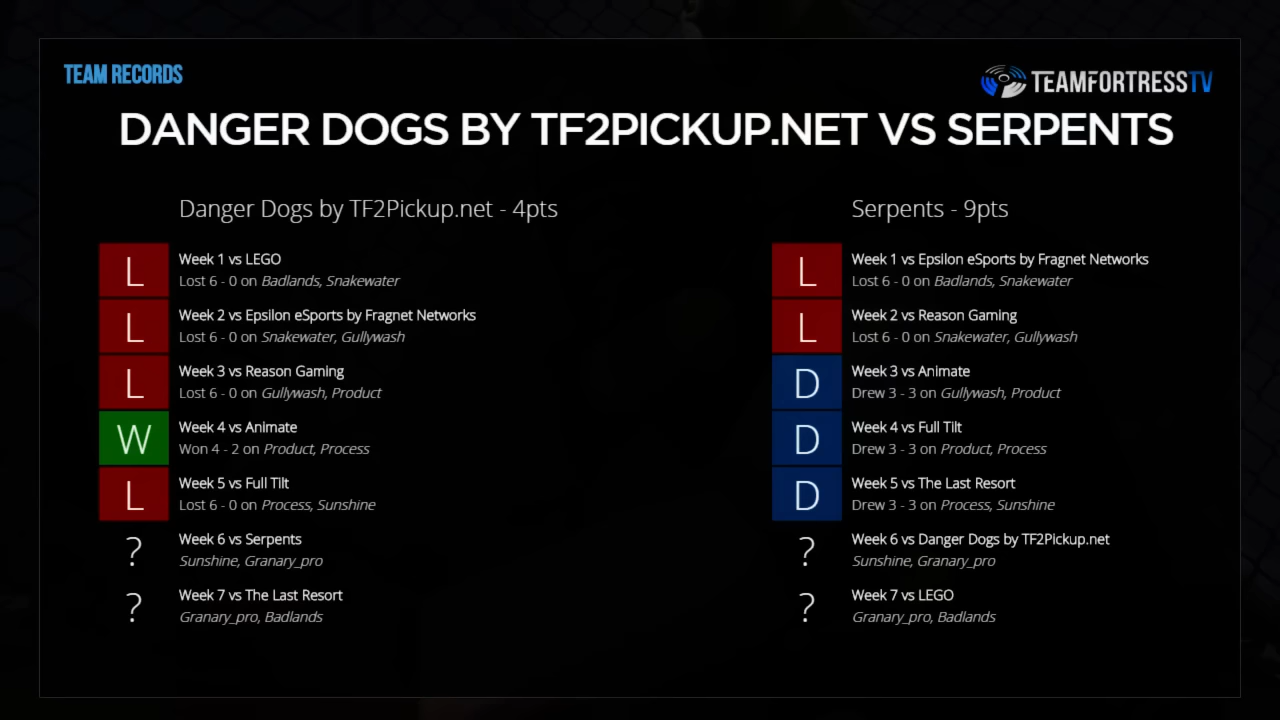 TEAM RECORDS
TEAMFORTRESSTV
DANGER DOGS BY TF2PICKUP.NET VS SERPENTS
Danger Dogs by TF2Pickup.net - 4pts
L
Week 1 vs LEGO
Lost 6 - 0 on Badlands, Snakewater
L
Week 2 vs Epsilon eSports by Fragnet Networks
Lost 6 - 0 on Snakewater, Gullywash
L
Week 3 vs Reason Gaming
Lost 6 - 0 on Gullywash, Product
W
Week 4 vs Animate
Won 4 - 2 on Product, Process
L
Week 5 vs Full Tilt
Lost 6 - 0 on Process, Sunshine
?
Week 6 vs Serpents
Sunshine, Granary_pro
?
Week 7 vs The Last Resort
Granary_pro, Badlands
Serpents - 9pts
L
Week 1 vs Epsilon eSports by Fragnet Networks
Lost 6 - 0 on Badlands, Snakewater
L
Week 2 vs Reason Gaming
Lost 6 - 0 on Snakewater, Gullywash
D
Week 3 vs Animate
Drew 3 - 3 on Gullywash, Product
D
Week 4 vs Full Tilt
Drew 3 - 3 on Product, Process
D
Week 5 vs The Last Resort
Drew 3 - 3 on Process, Sunshine
?
Week 6 vs Danger Dogs by TF2Pickup.net
Sunshine, Granary_pro
?
Week 7 vs LEGO
Granary_pro, Badlands